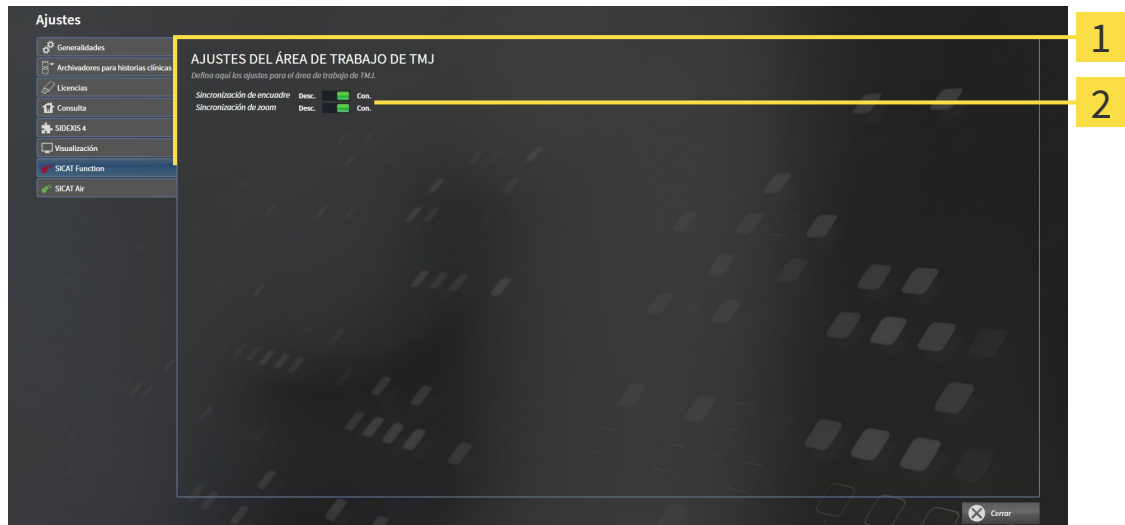 Ajustes
Generalidades
Archivadores para historias clínicas
Licencias
Consulta
SIDEXIS 4
Visualización
SICAT Function
SICAT Air
AJUSTES DEL ÁREA DE TRABAJO DE TMJ
Defina aquí los ajustes para el área de trabajo de TMJ.
Sincronización de encuadre Desc. Con.
Sincronización de zoom Desc. Con.
1
2
Cerrar